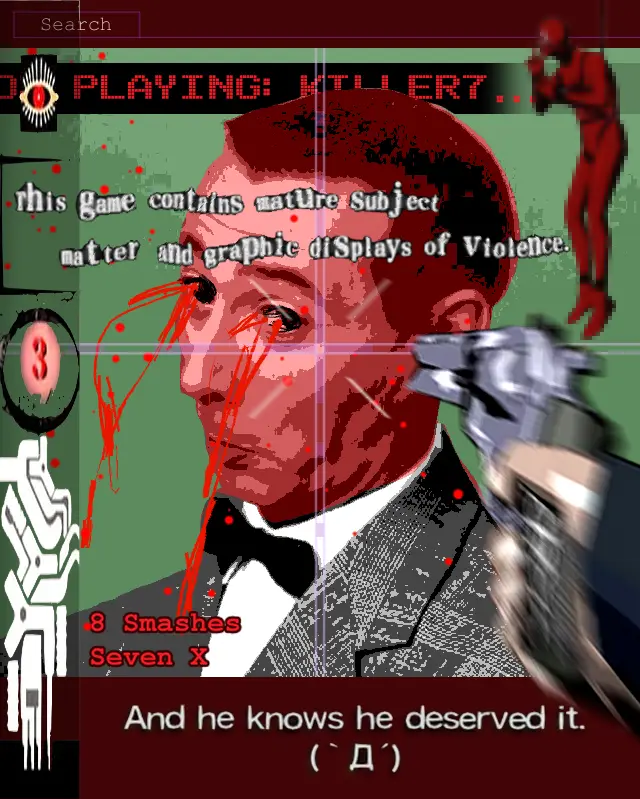 Search
PLAYING: KILLER7...
This game contains mature Subject
matter and graphic diSplays of Violence.
3
8 Smashes
Seven X
And he knows he deserved it.
(｀Д´)